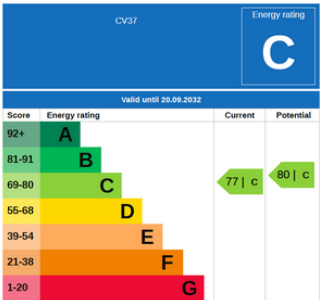 CV37
Energy rating
C
Valid until 20.09.2032
Score Energy rating Current Potential
92+ A
81-91 B
69-80 C 77 | C 80 | C
55-68 D
39-54 E
21-38 F
1-20 G